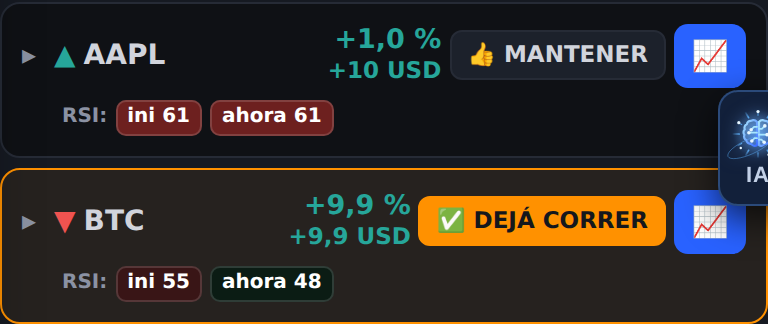 ▶ ▲ AAPL +1,0 % 👍 MANTENER
+10 USD
RSI: ini 61 ahora 61
IA
▶ ▼ BTC +9,9 % ✅ DEJÁ CORRER
+9,9 USD
RSI: ini 55 ahora 48